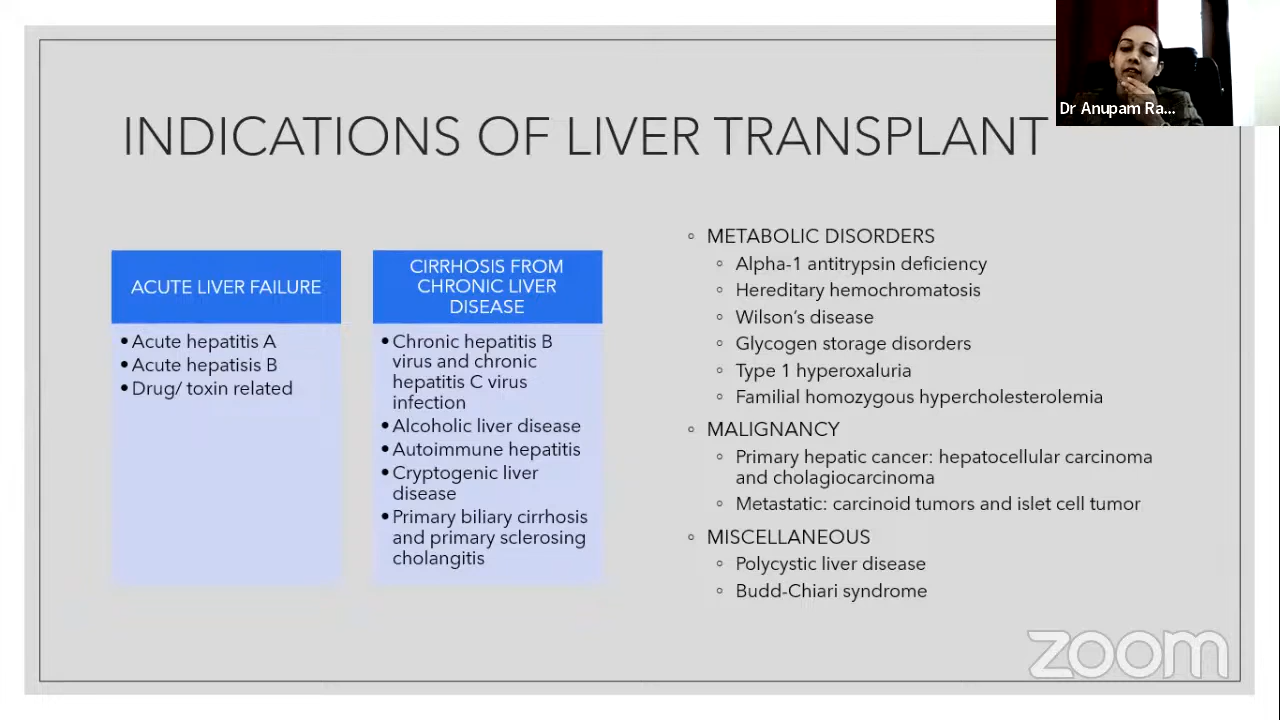 Dr Anupam Ra...
INDICATIONS OF LIVER TRANSPLANT
ACUTE LIVER FAILURE
• Acute hepatitis A
• Acute hepatisis B
• Drug/ toxin related
CIRRHOSIS FROM
CHRONIC LIVER
DISEASE
• Chronic hepatitis B
virus and chronic
hepatitis C virus
infection
• Alcoholic liver disease
• Autoimmune hepatitis
• Cryptogenic liver
disease
• Primary biliary cirrhosis
and primary sclerosing
cholangitis
◦ METABOLIC DISORDERS
◦ Alpha-1 antitrypsin deficiency
◦ Hereditary hemochromatosis
◦ Wilson’s disease
◦ Glycogen storage disorders
◦ Type 1 hyperoxaluria
◦ Familial homozygous hypercholesterolemia
◦ MALIGNANCY
◦ Primary hepatic cancer: hepatocellular carcinoma
and cholagiocarcinoma
◦ Metastatic: carcinoid tumors and islet cell tumor
◦ MISCELLANEOUS
◦ Polycystic liver disease
◦ Budd-Chiari syndrome
zoom